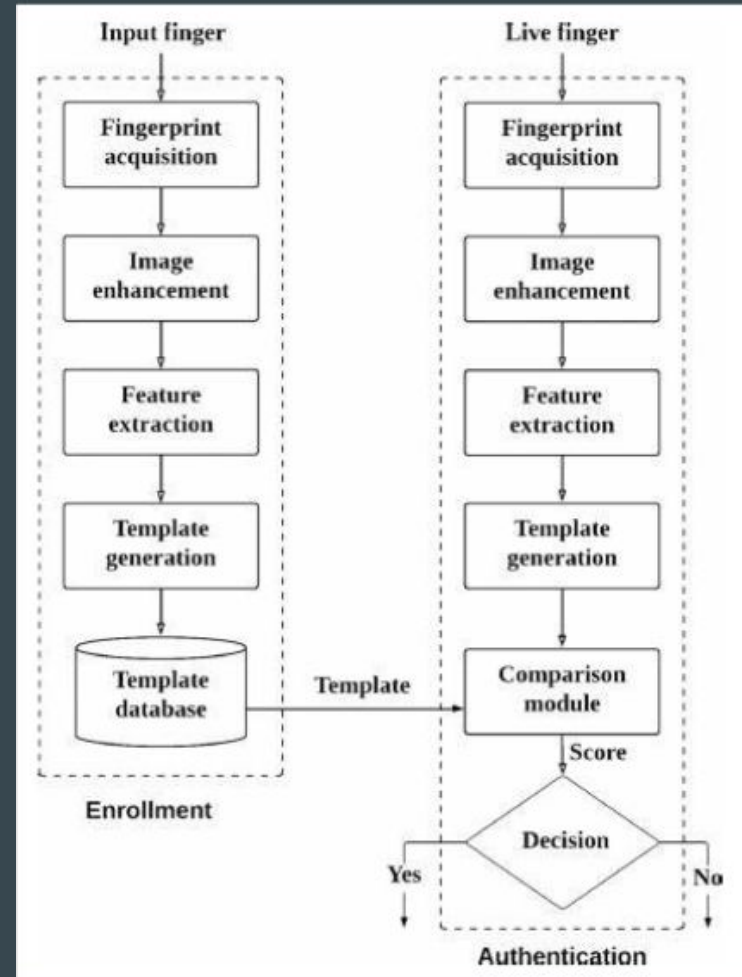 Input finger
Fingerprint
acquisition
Image
enhancement
Feature
extraction
Template
generation
Template
database
Enrollment
Template
Live finger
Fingerprint
acquisition
Image
enhancement
Feature
extraction
Template
generation
Comparison
module
Score
Decision
Yes
No
Authentication